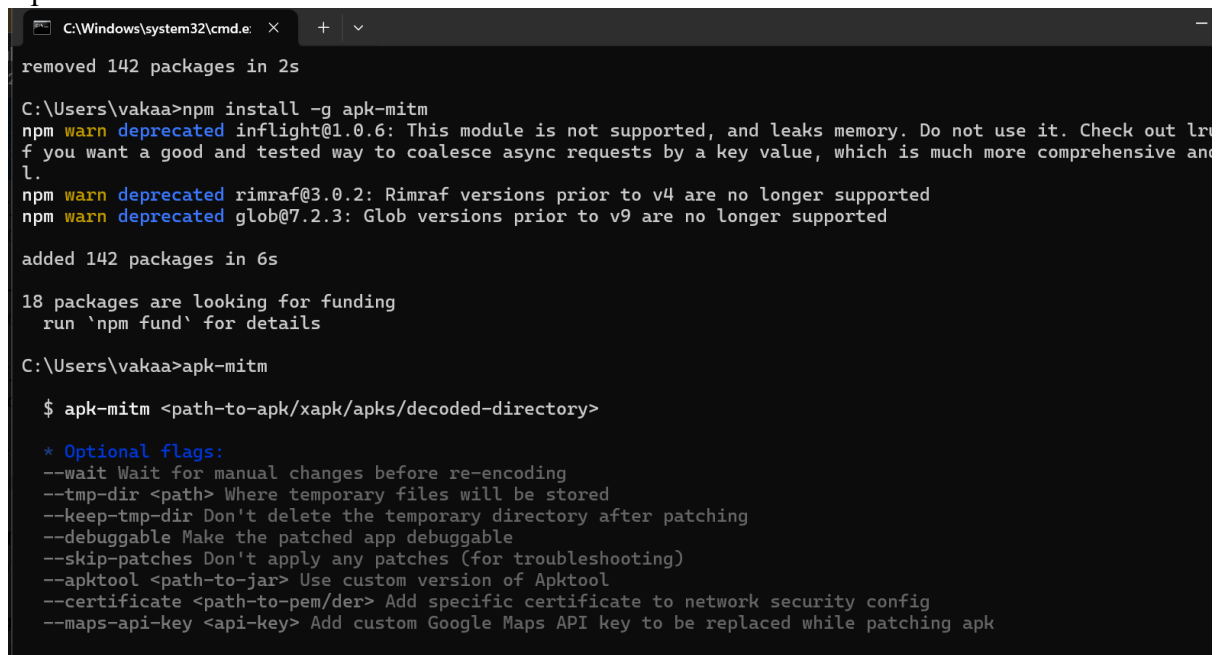 C:\Windows\system32\cmd.e:
removed 142 packages in 2s
C:\Users\vakaa>npm install -g apk-mitm
npm warn deprecated inflight@1.0.6: This module is not supported, and leaks memory. Do not use it. Check out lru
f you want a good and tested way to coalesce async requests by a key value, which is much more comprehensive and
l.
npm warn deprecated rimraf@3.0.2: Rimraf versions prior to v4 are no longer supported
npm warn deprecated glob@7.2.3: Glob versions prior to v9 are no longer supported
added 142 packages in 6s
18 packages are looking for funding
run `npm fund` for details
C:\Users\vakaa>apk-mitm
$ apk-mitm <path-to-apk/xapk/apks/decoded-directory>
* Optional flags:
--wait Wait for manual changes before re-encoding
--tmp-dir <path> Where temporary files will be stored
--keep-tmp-dir Don't delete the temporary directory after patching
--debuggable Make the patched app debuggable
--skip-patches Don't apply any patches (for troubleshooting)
--apktool <path-to-jar> Use custom version of Apktool
--certificate <path-to-pem/der> Add specific certificate to network security config
--maps-api-key <api-key> Add custom Google Maps API key to be replaced while patching apk